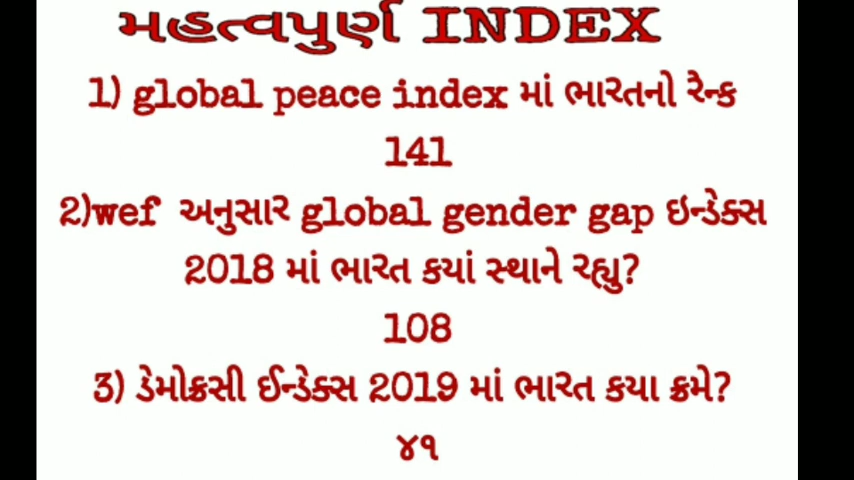 મહત્વપુર્ણ INDEX
1) global peace index માં ભારતનો રેન્ક
141
2)wef અનુસાર global gender gap ઇન્ડેક્સ
2018 માં ભારત કયાં સ્થાને રહ્યુ?
108
3) ડેમોક્રસી ઈન્ડેક્સ 2019 માં ભારત કયા ક્રમે?
૪૧